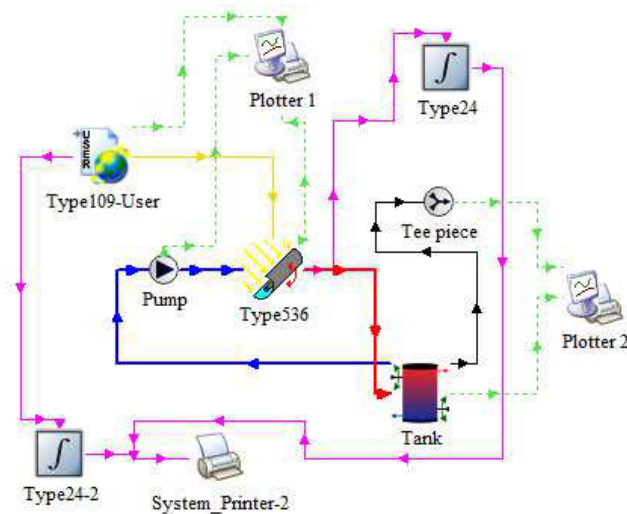 Plotter 1
Type24
USER
Type109-User
Tee piece
Pump
Type536
Plotter 2
Tank
Type24-2
System_Printer-2